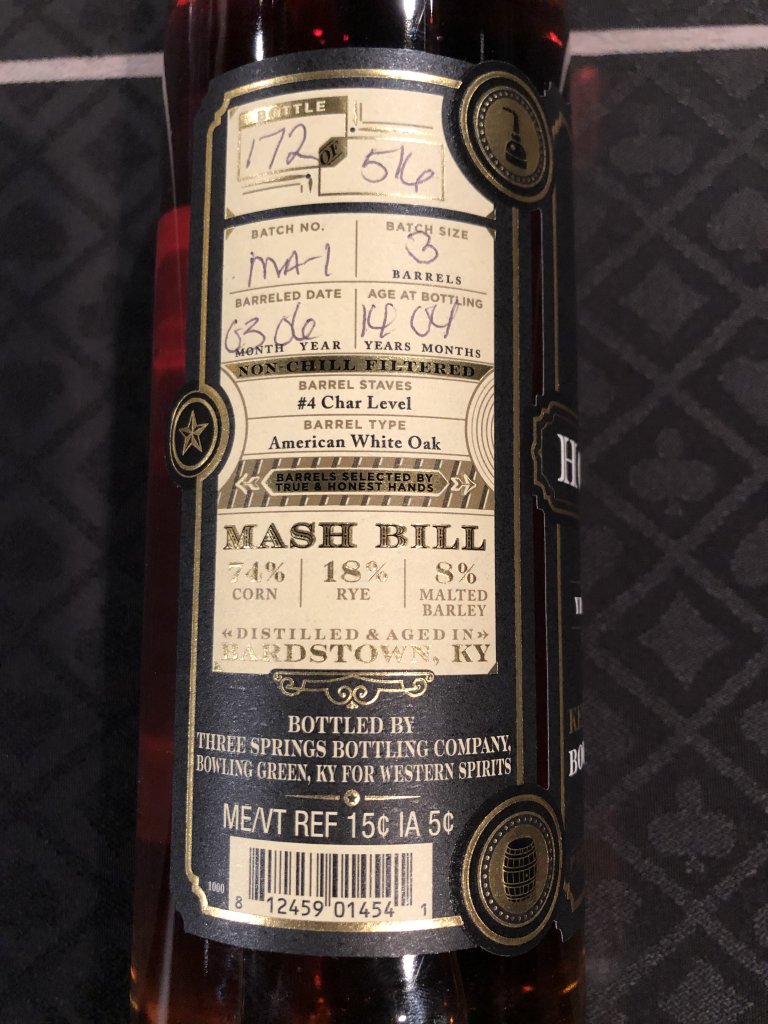 BOTTLE
172 OF 516
BATCH NO.
MA-1
BATCH SIZE
3
BARRELS
BARRELED DATE
03 06
MONTH YEAR
AGE AT BOTTLING
14 04
YEARS MONTHS
NON-CHILL FILTERED
BARREL STAVES
#4 Char Level
BARREL TYPE
American White Oak
BARRELS SELECTED BY
TRUE & HONEST HANDS
MASH BILL
74%
CORN
18%
RYE
8%
MALTED
BARLEY
«DISTILLED & AGED IN»
BARDSTOWN, KY
BOTTLED BY
THREE SPRINGS BOTTLING COMPANY,
BOWLING GREEN, KY FOR WESTERN SPIRITS
ME/VT REF 15¢ IA 5¢
1000
8 12459 01454 1